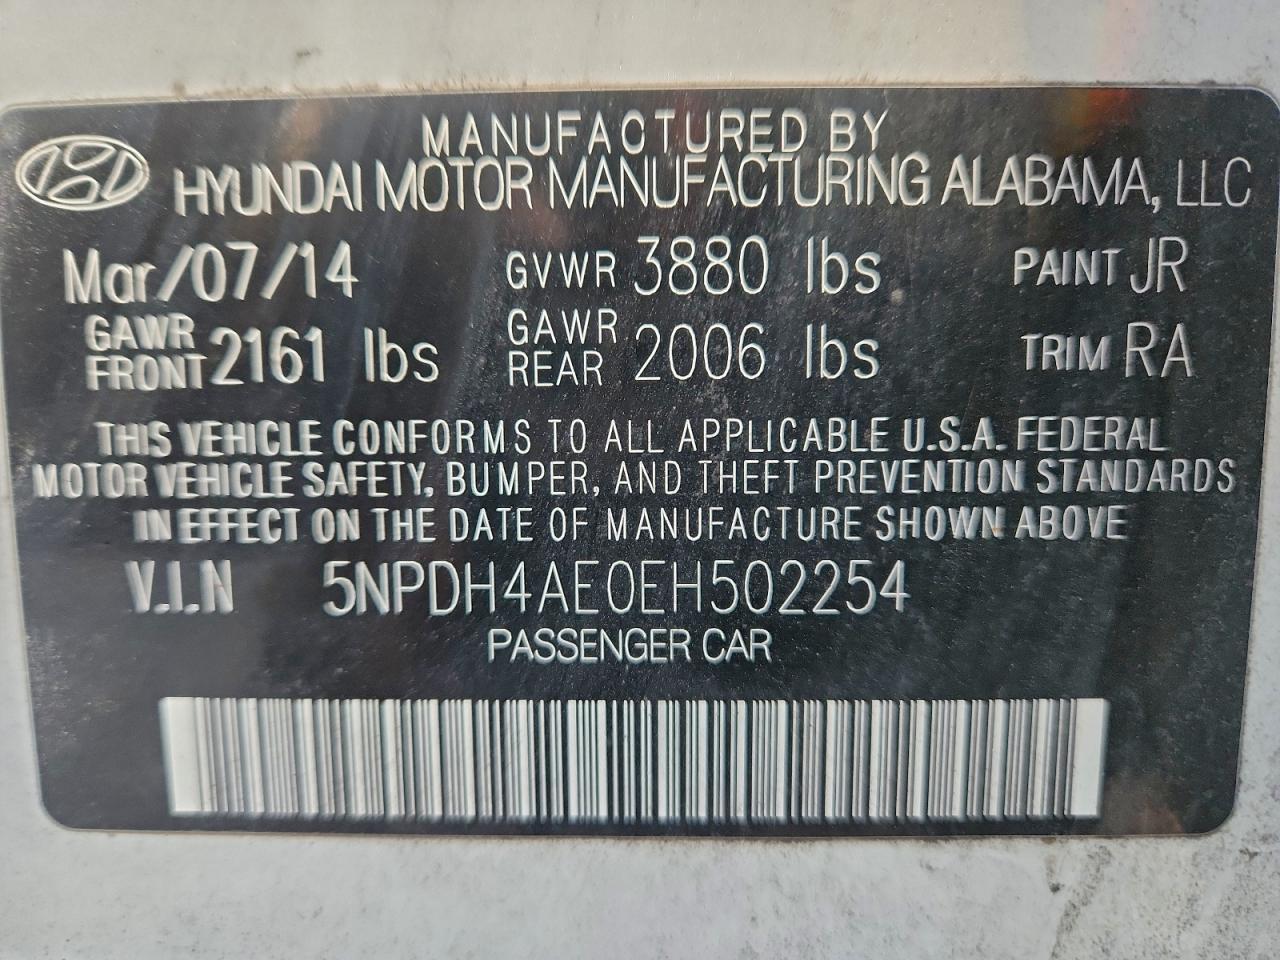 MANUFACTURED BY
HYUNDAI MOTOR MANUFACTURING ALABAMA, LLC
Mar/07/14 GVWR 3880 lbs PAINT JR
GAWR FRONT 2161 lbs GAWR REAR 2006 lbs TRIM RA
THIS VEHICLE CONFORMS TO ALL APPLICABLE U.S.A. FEDERAL
MOTOR VEHICLE SAFETY, BUMPER, AND THEFT PREVENTION STANDARDS
IN EFFECT ON THE DATE OF MANUFACTURE SHOWN ABOVE
V.I.N 5NPDH4AE0EH502254
PASSENGER CAR